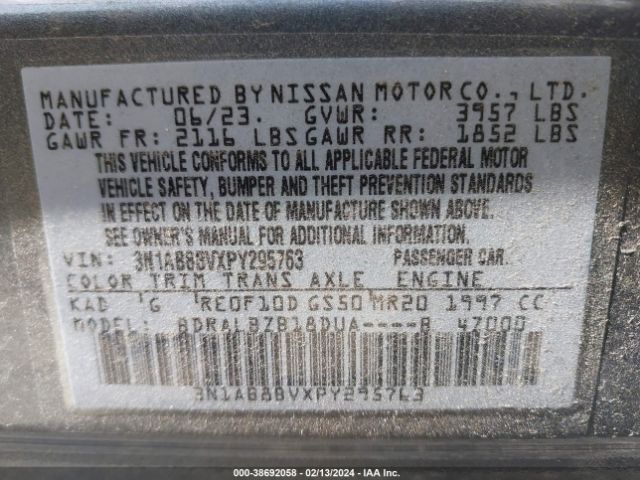 MANUFACTURED BY NISSAN MOTOR CO., LTD.
DATE: 06/23. GVWR: 3957 LBS
GAWR FR: 2116 LBS GAWR RR: 1852 LBS
THIS VEHICLE CONFORMS TO ALL APPLICABLE FEDERAL MOTOR
VEHICLE SAFETY, BUMPER AND THEFT PREVENTION STANDARDS
IN EFFECT ON THE DATE OF MANUFACTURE SHOWN ABOVE.
SEE OWNER'S MANUAL FOR ADDITIONAL INFORMATION.
VIN: 3N1AB8BVXPY295763 PASSENGER CAR.
COLOR TRIM TRANS AXLE ENGINE
KAD 'G 'RE0F10D GS50 'MR20 1997 CC
MODEL: BDRALBZB18DUA----B 47000
3N1AB8BVXPY295763
000-38692058 - 02/13/2024 - IAA Inc.